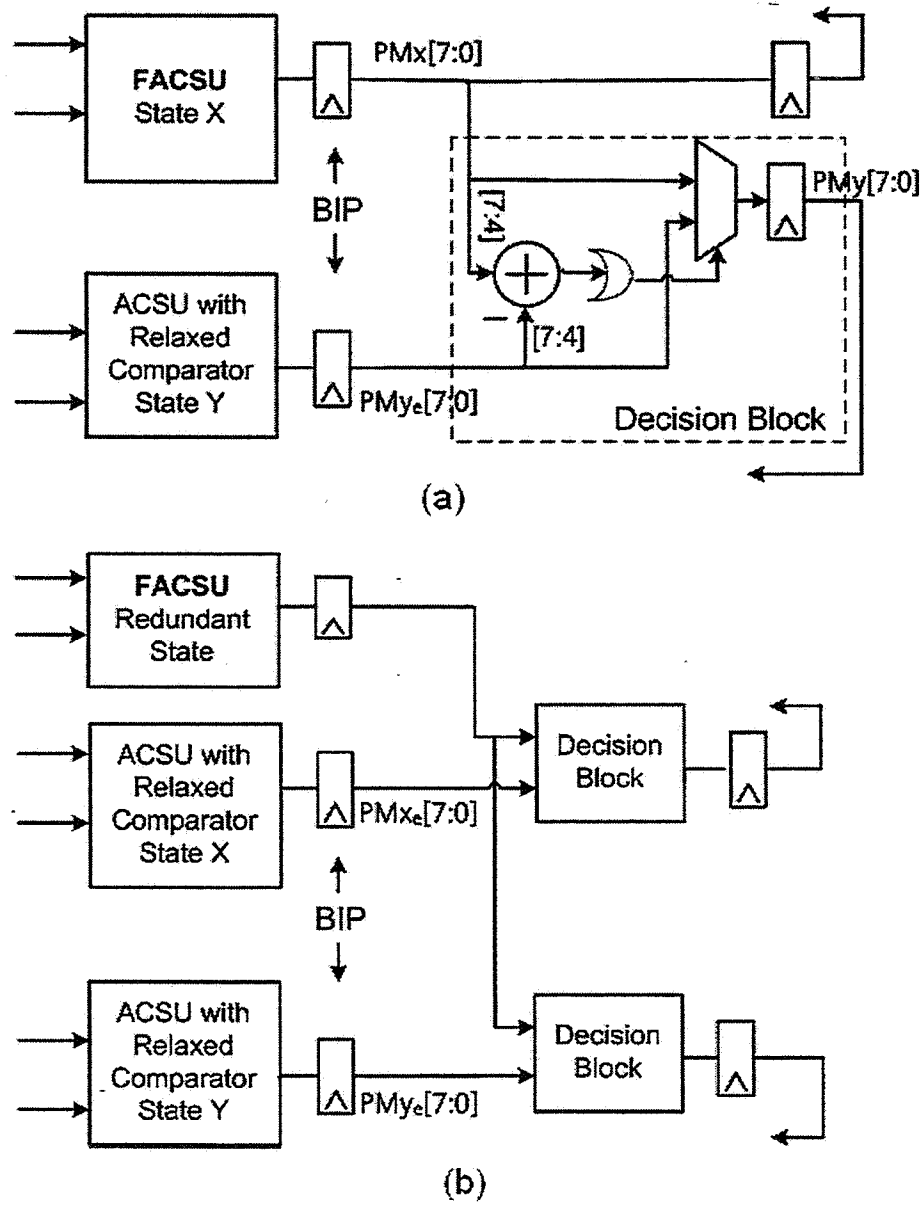 FACSU
State X
PMx[7:0]
BIP
[7:4]
PMy[7:0]
ACSU with
Relaxed
Comparator
State Y
PMye[7:0]
[7:4]
Decision Block
(a)
FACSU
Redundant
State
ACSU with
Relaxed
Comparator
State X
PMxe[7:0]
Decision
Block
BIP
ACSU with
Relaxed
Comparator
State Y
PMye[7:0]
Decision
Block
(b)